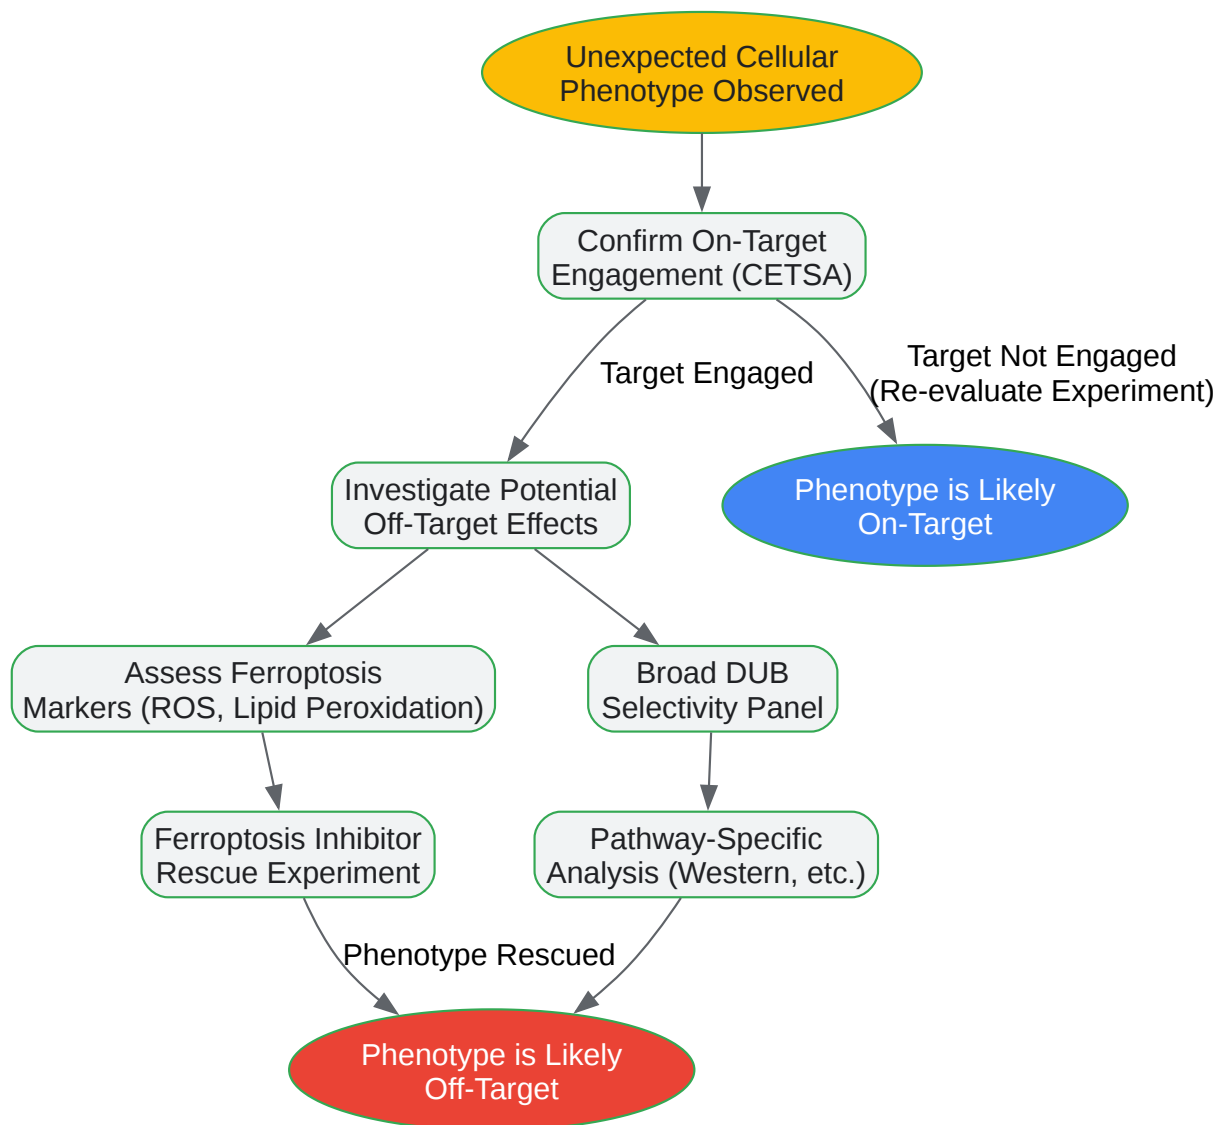 Unexpected Cellular
Phenotype Observed
Confirm On-Target
Engagement (CETSA)
Target Engaged
Target Not Engaged
(Re-evaluate Experiment)
Investigate Potential
Off-Target Effects
Phenotype is Likely
On-Target
Assess Ferroptosis
Markers (ROS, Lipid Peroxidation)
Broad DUB
Selectivity Panel
Ferroptosis Inhibitor
Rescue Experiment
Pathway-Specific
Analysis (Western, etc.)
Phenotype Rescued
Phenotype is Likely
Off-Target